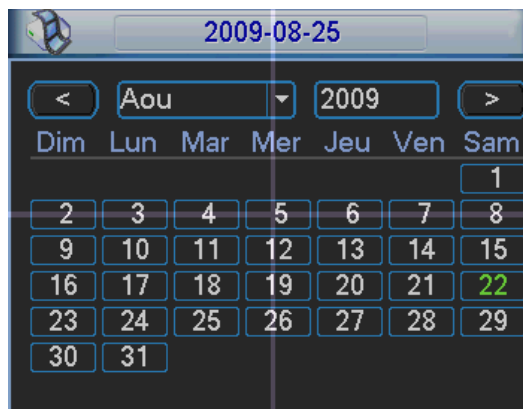 2009-08-25
< Aou 2009 >
Dim Lun Mar Mer Jeu Ven Sam
1
2 3 4 5 6 7 8
9 10 11 12 13 14 15
16 17 18 19 20 21 22
23 24 25 26 27 28 29
30 31